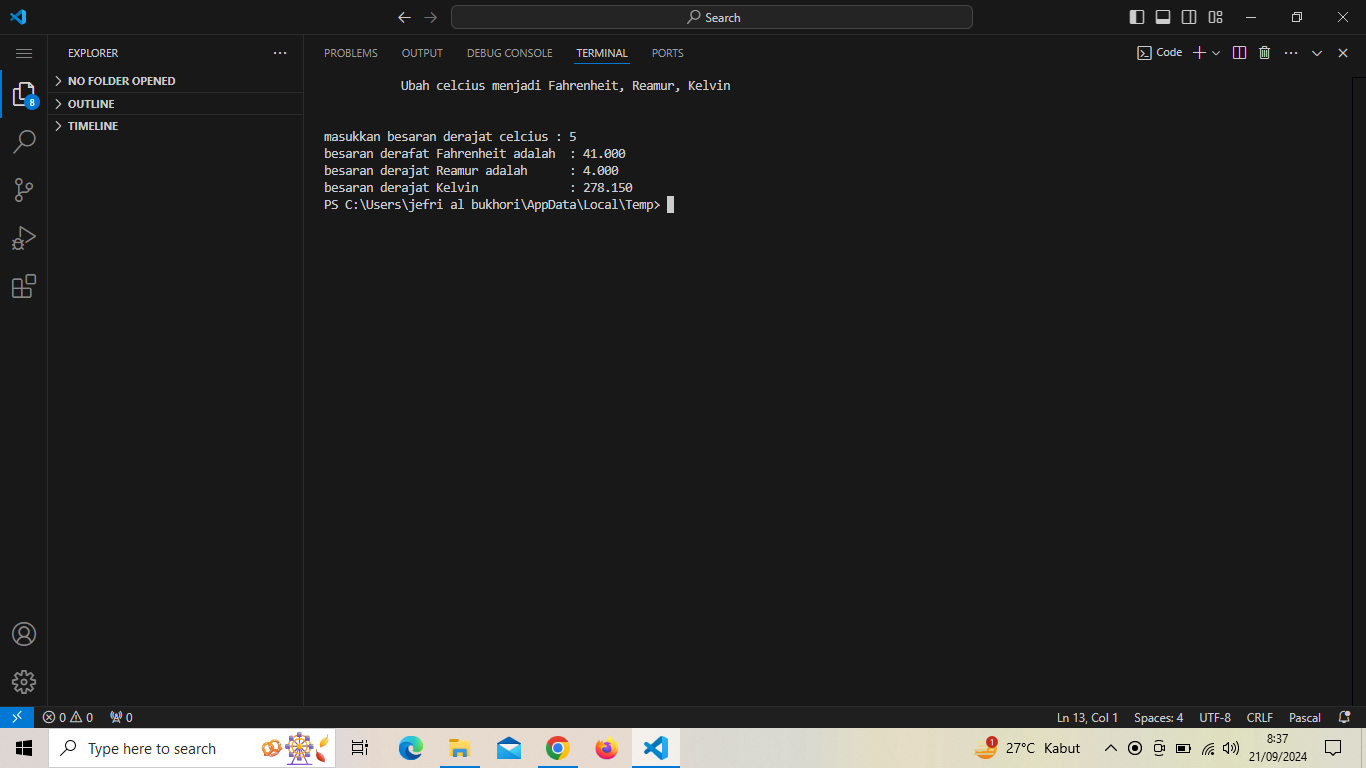 Search
EXPLORER
NO FOLDER OPENED
OUTLINE
TIMELINE
8
PROBLEMS OUTPUT DEBUG CONSOLE TERMINAL PORTS
Code
Ubah celcius menjadi Fahrenheit, Reamur, Kelvin
masukkan besaran derajat celcius : 5
besaran derafat Fahrenheit adalah : 41.000
besaran derajat Reamur adalah : 4.000
besaran derajat Kelvin : 278.150
PS C:\Users\jefri al bukhori\AppData\Local\Temp>
0 0 0
Ln 13, Col 1 Spaces: 4 UTF-8 CRLF Pascal
Type here to search
1
27°C Kabut
8:37
21/09/2024